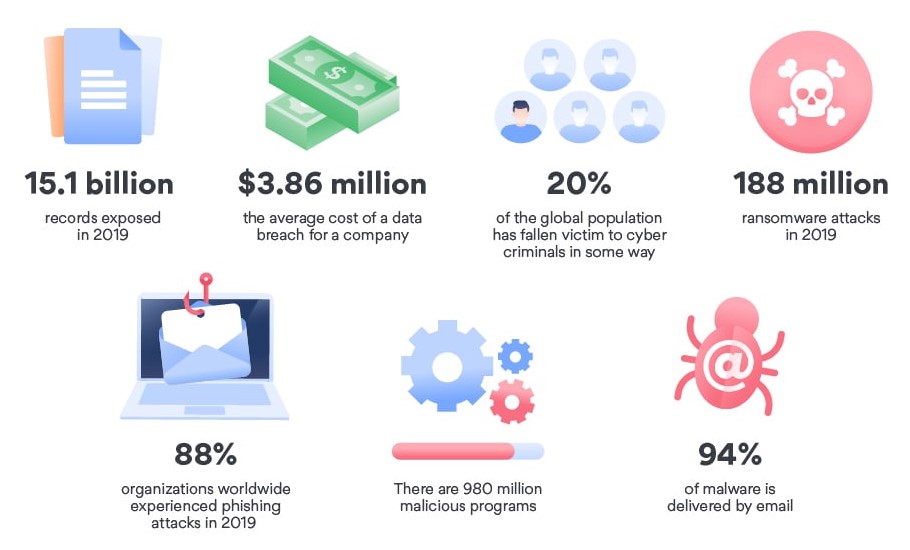 15.1 billion
records exposed
in 2019
$
$3.86 million
the average cost of a data
breach for a company
20%
of the global population
has fallen victim to cyber
criminals in some way
188 million
ransomware attacks
in 2019
88%
organizations worldwide
experienced phishing
attacks in 2019
There are 980 million
malicious programs
@
94%
of malware is
delivered by email